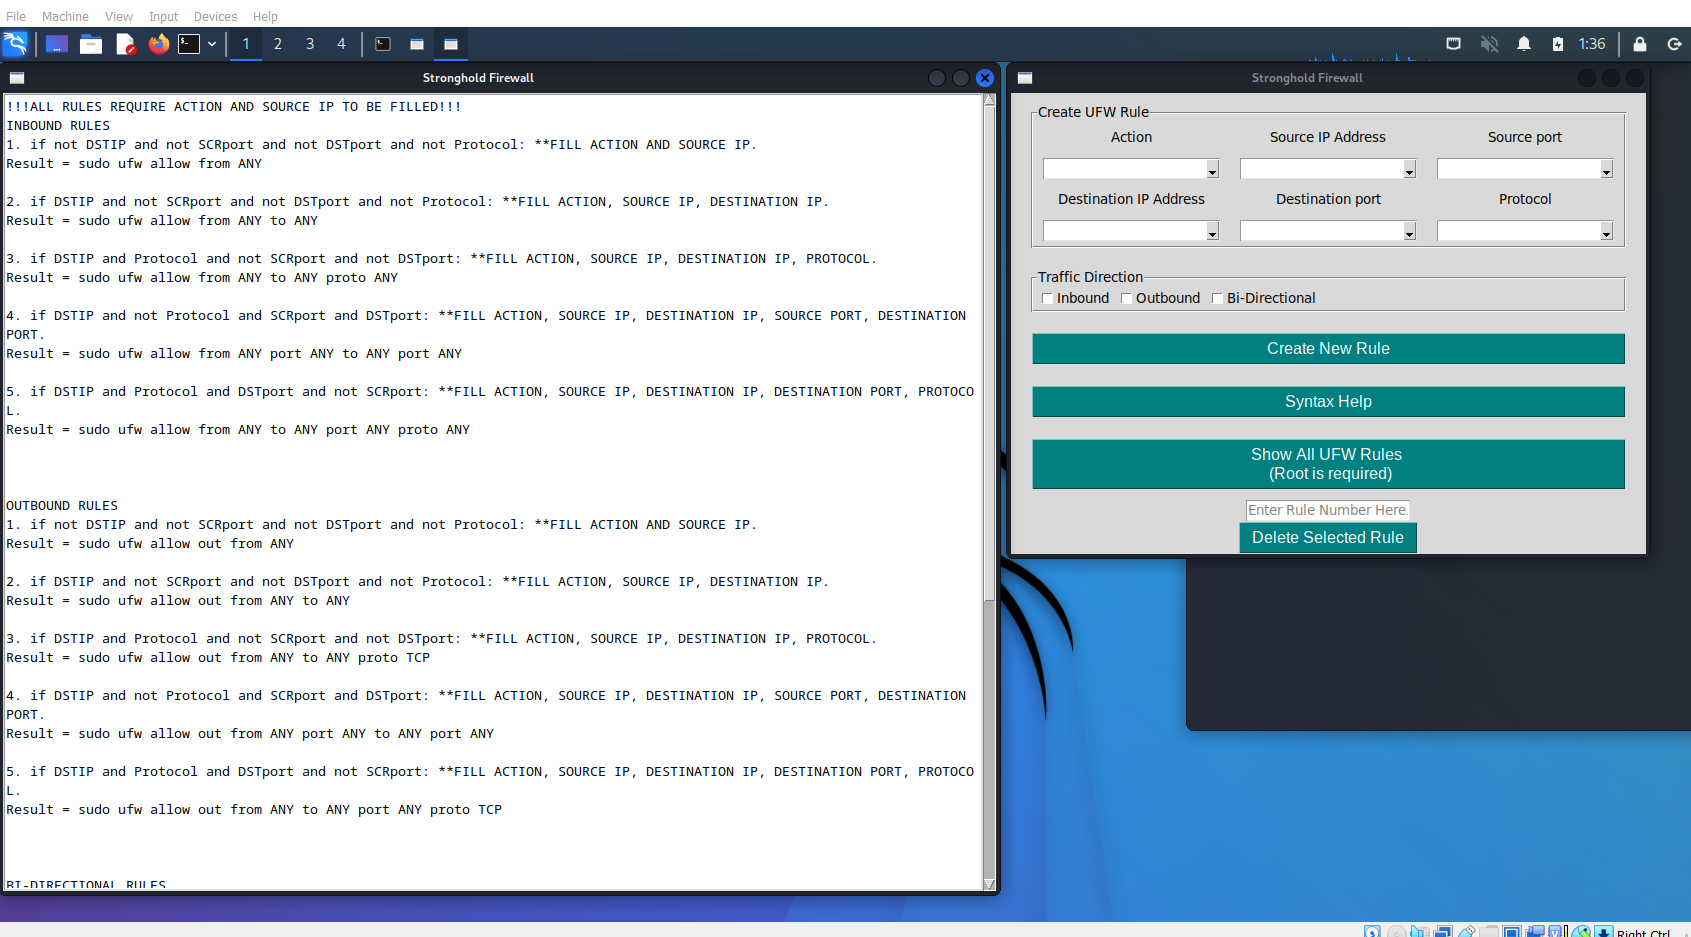 File Machine View Input Devices Help
1 2 3 4 1:36
Stronghold Firewall
!!!ALL RULES REQUIRE ACTION AND SOURCE IP TO BE FILLED!!!
INBOUND RULES
1. if not DSTIP and not SCRport and not DSTport and not Protocol: **FILL ACTION AND SOURCE IP.
Result = sudo ufw allow from ANY
2. if DSTIP and not SCRport and not DSTport and not Protocol: **FILL ACTION, SOURCE IP, DESTINATION IP.
Result = sudo ufw allow from ANY to ANY
3. if DSTIP and Protocol and not SCRport and not DSTport: **FILL ACTION, SOURCE IP, DESTINATION IP, PROTOCOL.
Result = sudo ufw allow from ANY to ANY proto ANY
4. if DSTIP and not Protocol and SCRport and DSTport: **FILL ACTION, SOURCE IP, DESTINATION IP, SOURCE PORT, DESTINATION
PORT.
Result = sudo ufw allow from ANY port ANY to ANY port ANY
5. if DSTIP and Protocol and DSTport and not SCRport: **FILL ACTION, SOURCE IP, DESTINATION IP, DESTINATION PORT, PROTOCO
L.
Result = sudo ufw allow from ANY to ANY port ANY proto ANY
OUTBOUND RULES
1. if not DSTIP and not SCRport and not DSTport and not Protocol: **FILL ACTION AND SOURCE IP.
Result = sudo ufw allow out from ANY
2. if DSTIP and not SCRport and not DSTport and not Protocol: **FILL ACTION, SOURCE IP, DESTINATION IP.
Result = sudo ufw allow out from ANY to ANY
3. if DSTIP and Protocol and not SCRport and not DSTport: **FILL ACTION, SOURCE IP, DESTINATION IP, PROTOCOL.
Result = sudo ufw allow out from ANY to ANY proto TCP
4. if DSTIP and not Protocol and SCRport and DSTport: **FILL ACTION, SOURCE IP, DESTINATION IP, SOURCE PORT, DESTINATION
PORT.
Result = sudo ufw allow out from ANY port ANY to ANY port ANY
5. if DSTIP and Protocol and DSTport and not SCRport: **FILL ACTION, SOURCE IP, DESTINATION IP, DESTINATION PORT, PROTOCO
L.
Result = sudo ufw allow out from ANY to ANY port ANY proto TCP
BI-DIRECTIONAL RULES
Stronghold Firewall
Create UFW Rule
Action Source IP Address Source port
Destination IP Address Destination port Protocol
Traffic Direction
Inbound Outbound Bi-Directional
Create New Rule
Syntax Help
Show All UFW Rules
(Root is required)
Enter Rule Number Here.
Delete Selected Rule
Right Ctrl